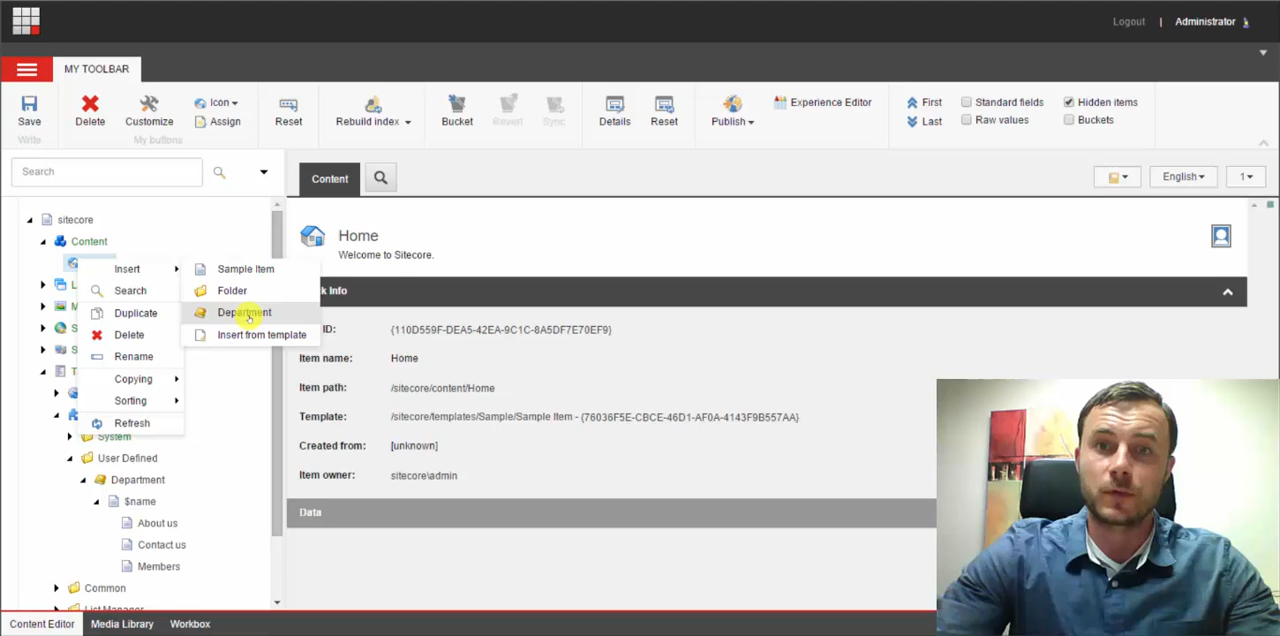 Logout | Administrator
MY TOOLBAR
Save
Write
Delete
Customize
Icon
Assign
My buttons
Reset
Rebuild index
Bucket
Revert
Sync
Details
Reset
Publish
Experience Editor
First
Last
Standard fields
Raw values
Hidden items
Buckets
Search
Content
English
1
sitecore
Content
Insert
Search
Duplicate
Delete
Rename
Copying
Sorting
Refresh
Sample Item
Folder
Department
Insert from template
System
User Defined
Department
$name
About us
Contact us
Members
Common
List Manager
Home
Welcome to Sitecore.
k Info
ID: {110D559F-DEA5-42EA-9C1C-8A5DF7E70EF9}
Item name: Home
Item path: /sitecore/content/Home
Template: /sitecore/templates/Sample/Sample Item - {76036F5E-CBCE-46D1-AF0A-4143F9B557AA}
Created from: [unknown]
Item owner: sitecore\admin
Data
Content Editor
Media Library
Workbox